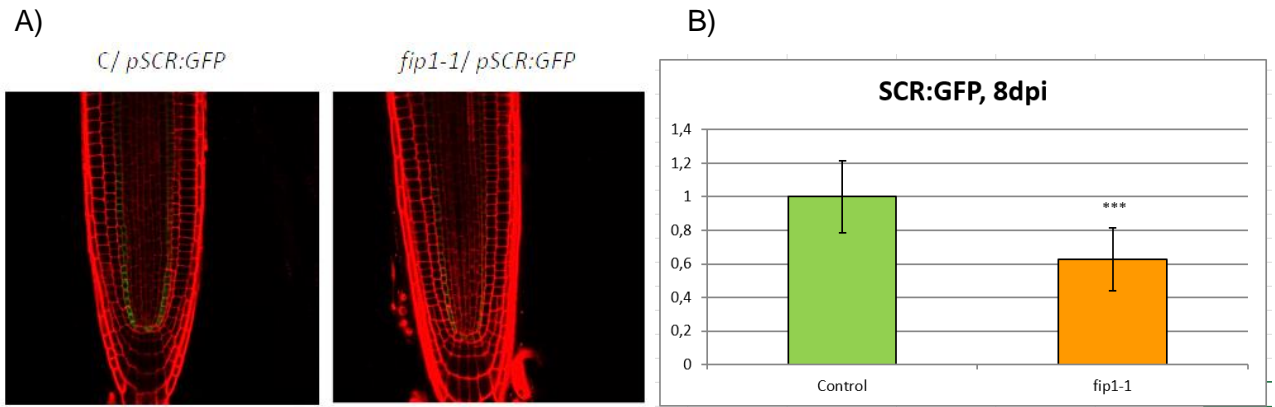 A)
C/ pSCR:GFP
fip1-1/ pSCR:GFP
B)
SCR:GFP, 8dpi
1,4
1,2
1
0,8
0,6
0,4
0,2
0
***
Control
fip1-1